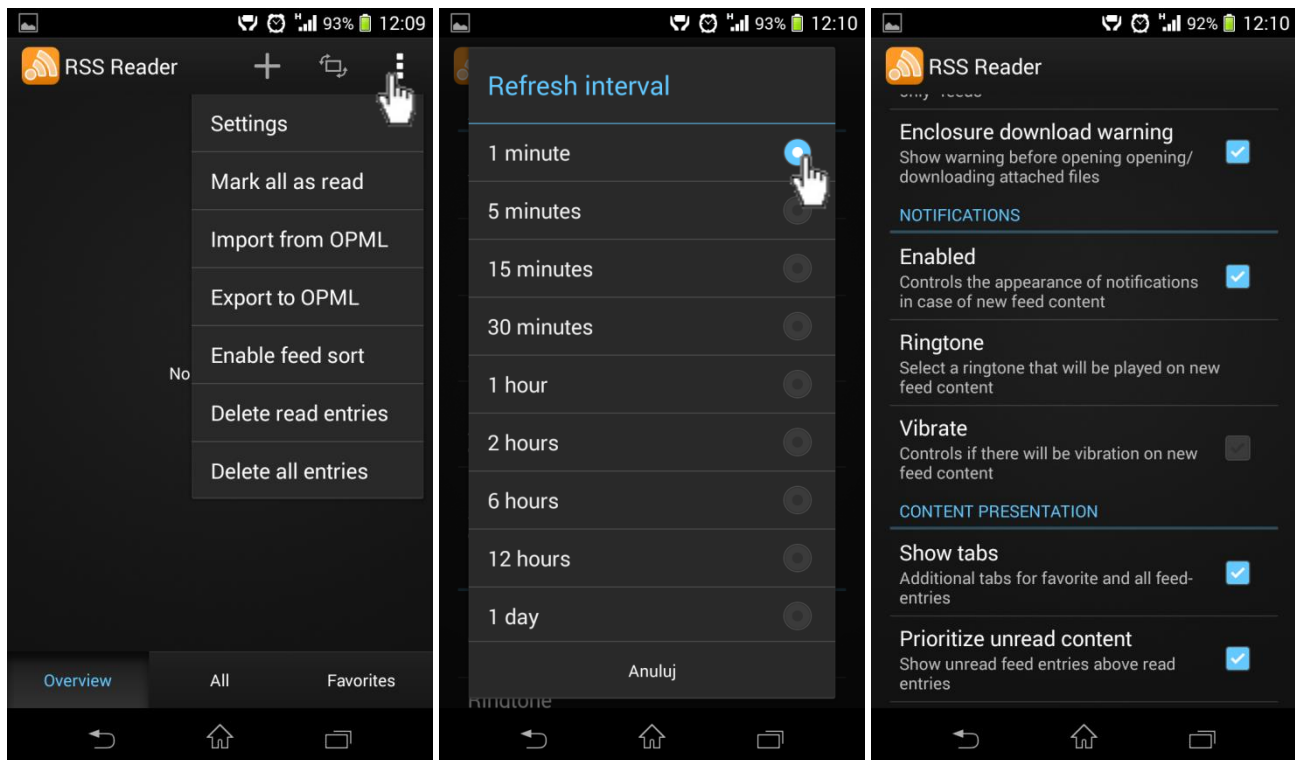 93% 12:09
RSS Reader
Settings
Mark all as read
Import from OPML
Export to OPML
Enable feed sort
No
Delete read entries
Delete all entries
Overview All Favorites
H 93% 12:10
Refresh interval
1 minute
5 minutes
15 minutes
30 minutes
1 hour
2 hours
6 hours
12 hours
1 day
Anuluj
Ringtone
H 92% 12:10
RSS Reader
only feeds
Enclosure download warning
Show warning before opening opening/
downloading attached files
NOTIFICATIONS
Enabled
Controls the appearance of notifications
in case of new feed content
Ringtone
Select a ringtone that will be played on new
feed content
Vibrate
Controls if there will be vibration on new
feed content
CONTENT PRESENTATION
Show tabs
Additional tabs for favorite and all feed-
entries
Prioritize unread content
Show unread feed entries above read
entries